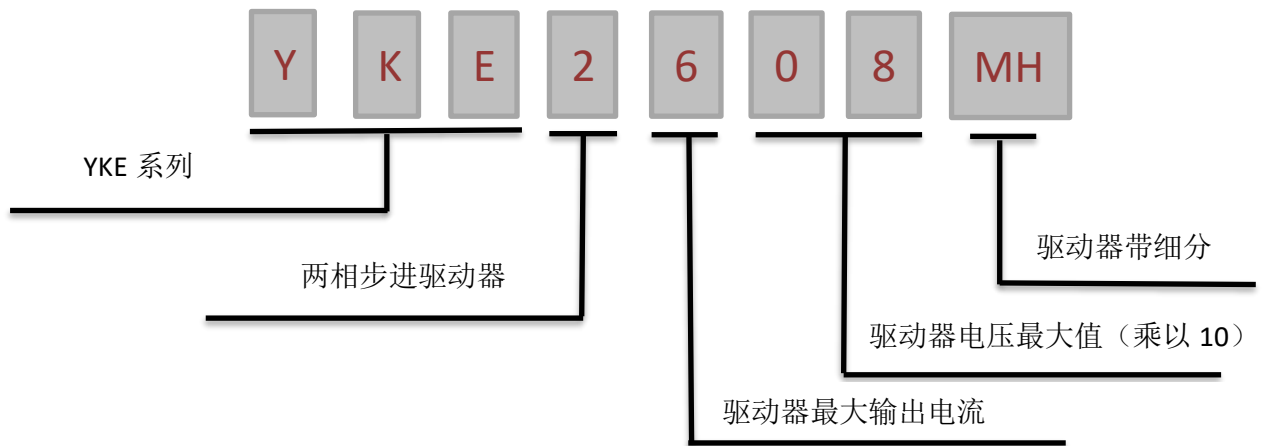 Y K E 2 6 0 8 MH
YKE 系列
驱动器带细分
两相步进驱动器
驱动器电压最大值（乘以 10）
驱动器最大输出电流